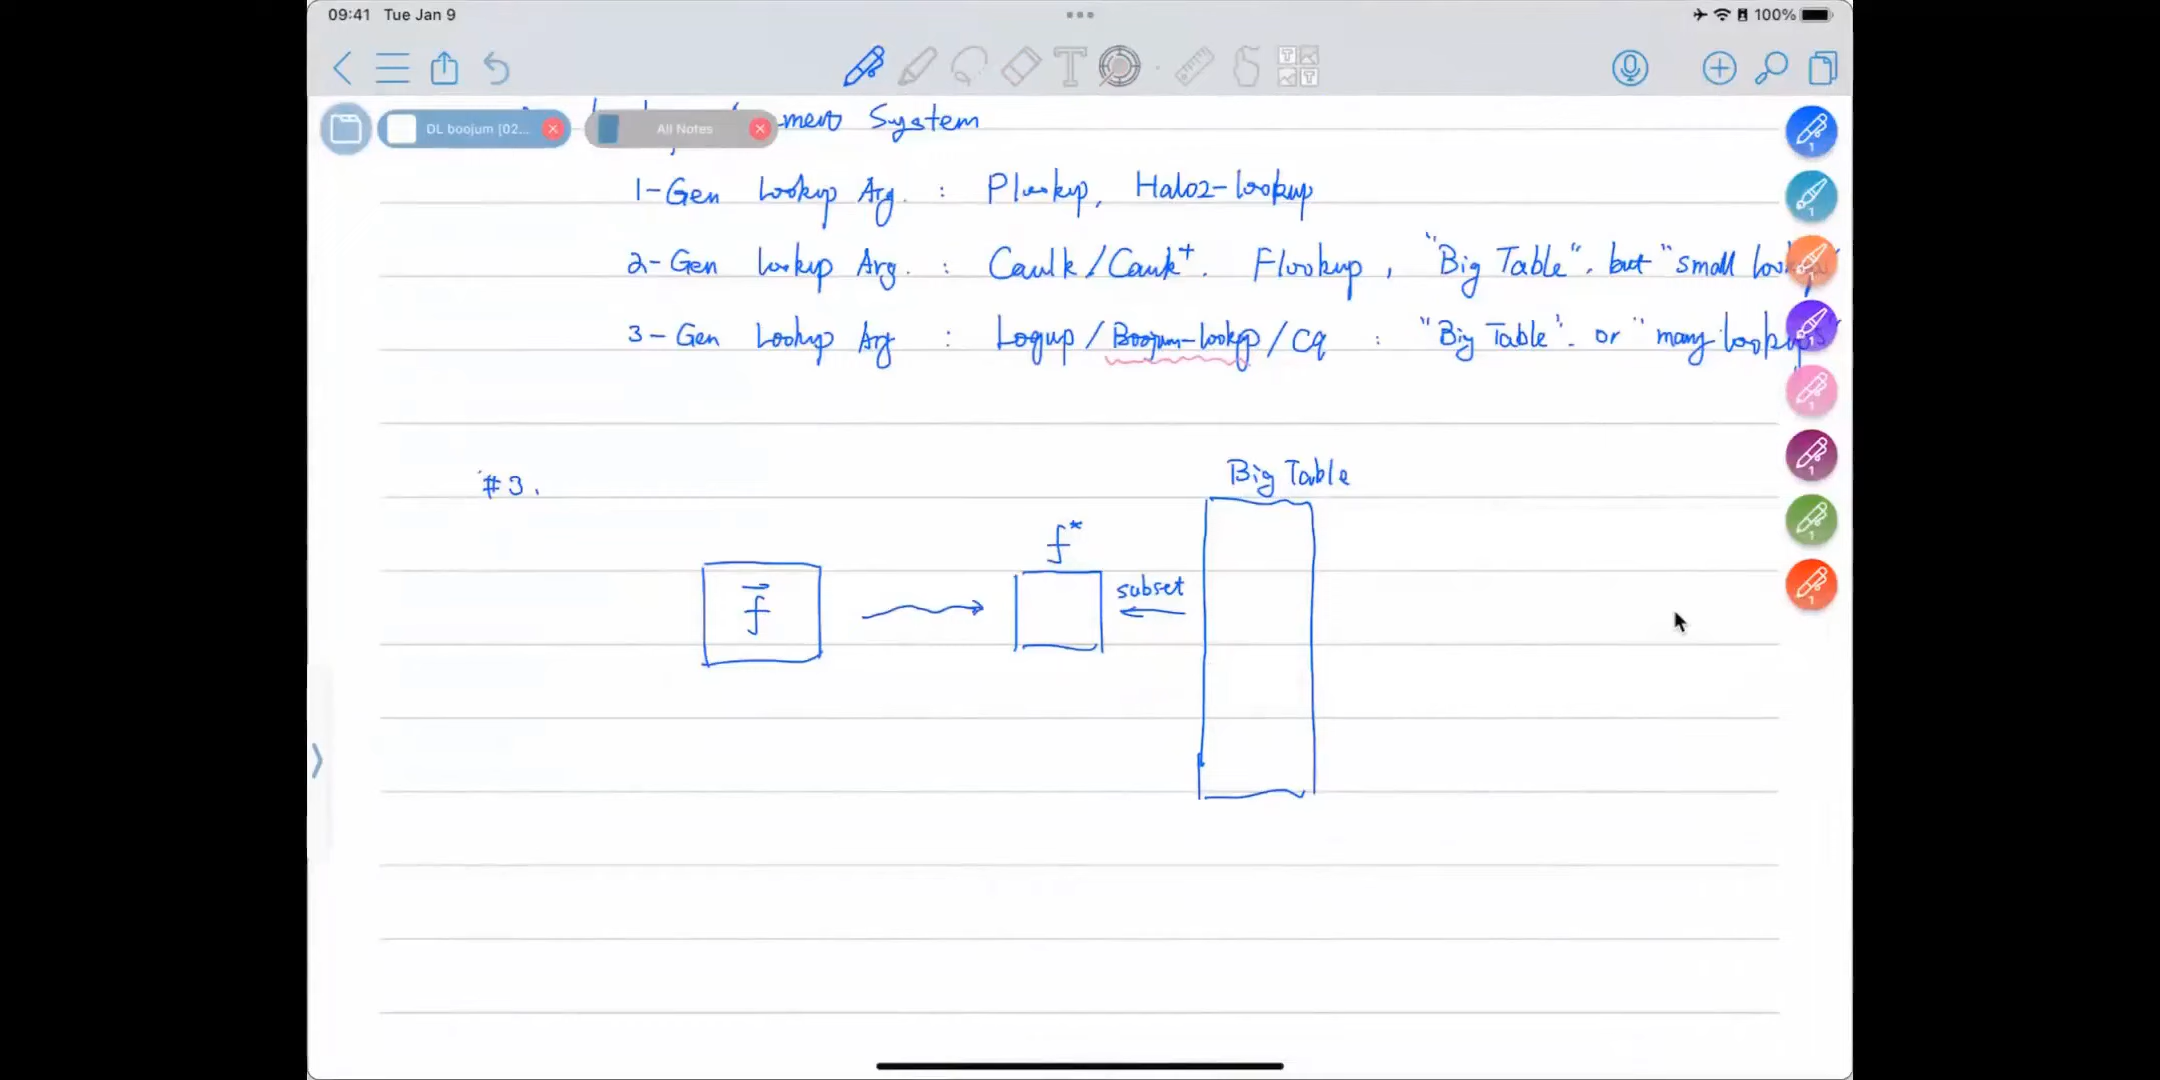 09:41 Tue Jan 9
100%
DL boojum [02...
All Notes
System
1-Gen Lookup Arg. : Plookup, Halo2-lookup
2-Gen lookup Arg. : Caulk/Caulk+. Flookup, "Big Table", but "small
3-Gen Lookup Arg : Logup/Boojum-lookup/Cq : "Big Table". or "many lookups"
#3.
Big Table
f*
subset
f